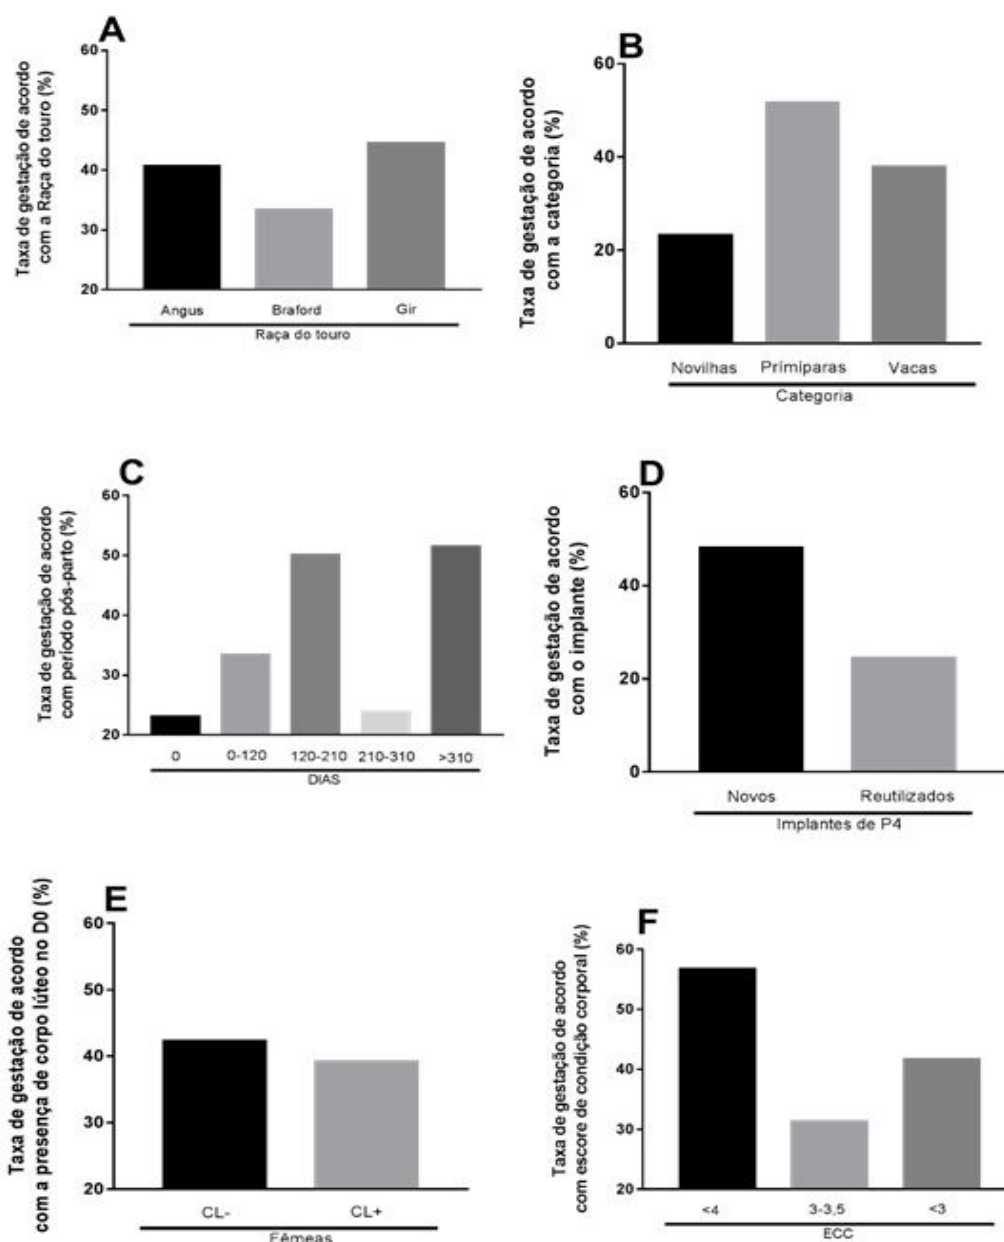 A
Taxa de gestação de acordo
com a Raça do touro (%)
60
50
40
30
20
Angus Braford Gir
Raça do touro
B
Taxa de gestação de acordo
com a categoria (%)
60
40
20
0
Novilhas Primiparas Vacas
Categoria
C
Taxa de gestação de acordo
com período pós-parto (%)
60
50
40
30
20
0 0-120 120-210 210-310 >310
DIAS
D
Taxa de gestação de acordo
com o implante (%)
60
40
20
0
Novos Reutilizados
Implantes de P4
E
Taxa de gestação de acordo
com a presença de corpo lúteo no D0 (%)
60
50
40
30
20
CL- CL+
Fêmeas
F
Taxa de gestação de acordo
com escore de condição corporal (%)
60
50
40
30
20
<4 3-3,5 <3
ECC